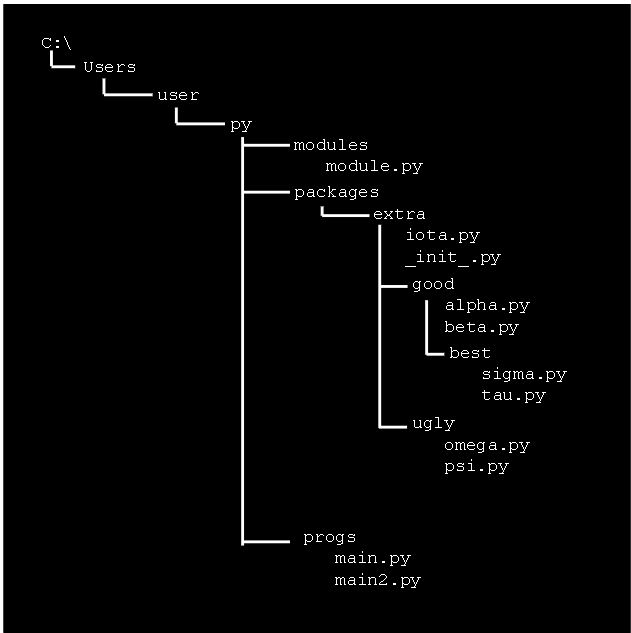 C:\
Users
user
py
modules
module.py
packages
extra
iota.py
_init_.py
good
alpha.py
beta.py
best
sigma.py
tau.py
ugly
omega.py
psi.py
progs
main.py
main2.py